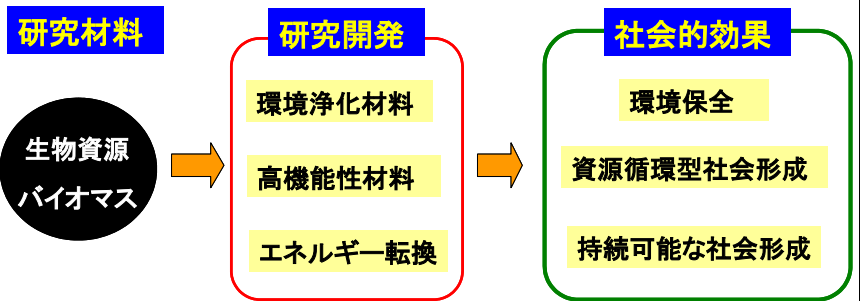 研究材料
生物資源
バイオマス
研究開発
環境浄化材料
高機能性材料
エネルギー転換
社会的効果
環境保全
資源循環型社会形成
持続可能な社会形成